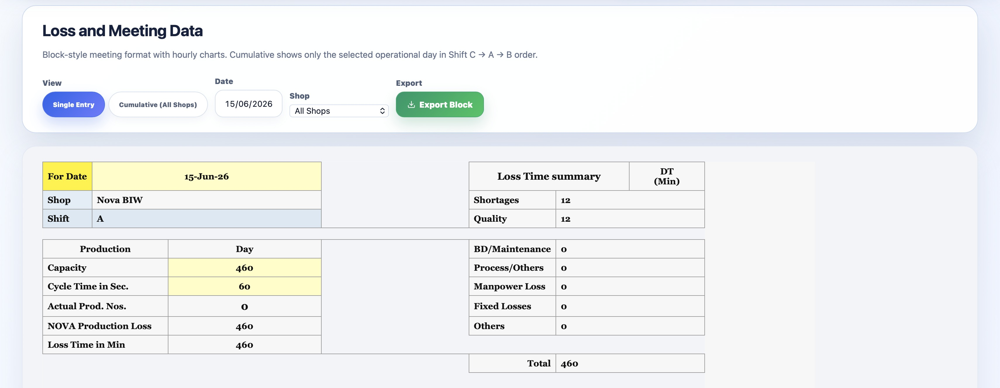 Loss and Meeting Data
Block-style meeting format with hourly charts. Cumulative shows only the selected operational day in Shift C → A → B order.
View
Single Entry
Cumulative (All Shops)
Date
15/06/2026
Shop
All Shops
Export
Export Block
For Date 15-Jun-26
Shop Nova BIW
Shift A
Production Day
Capacity 460
Cycle Time in Sec. 60
Actual Prod. Nos. 0
NOVA Production Loss 460
Loss Time in Min 460
Loss Time summary DT
(Min)
Shortages 12
Quality 12
BD/Maintenance 0
Process/Others 0
Manpower Loss 0
Fixed Losses 0
Others 0
Total 460